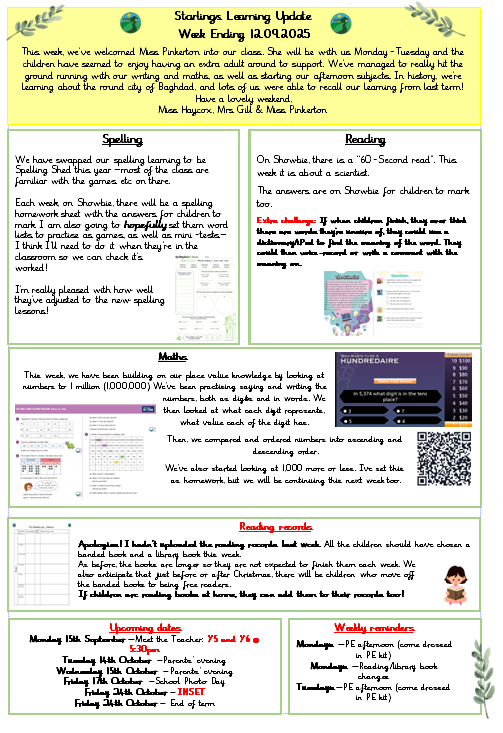 Starlings Learning Update
Week Ending 12.09.2025
This week, we've welcomed Miss Pinkerton into our class. She will be with us Monday - Tuesday and the
children have seemed to enjoy having an extra adult around to support. We've managed to really hit the
ground running with our writing and maths, as well as starting our afternoon subjects. In history, we're
learning about the round city of Baghdad, and lots of us were able to recall our learning from last term!
Have a lovely weekend,
Miss Haycox, Mrs Gill & Miss Pinkerton
Spelling
We have swapped our spelling learning to be
Spelling Shed this year – most of the class are
familiar with the games etc on there.
Each week on Showbie, there will be a spelling
homework sheet with the answers for children to
mark. I am also going to hopefully set them word
lists to practise as games, as well as mini -tests –
I think I'll need to do it when they're in the
classroom so we can check it's
worked!
I'm really pleased with how well
they've adjusted to the new spelling
lessons!
Reading
On Showbie, there is a "60 - Second read". This
week it is about a scientist.
The answers are on Showbie for children to mark
too.
Extra challenge: If when children finish, they over think
there are words they're unsure of, they could use a
dictionary/iPad to find the meaning of the word. They
could then voice-record or write a comment with the
meaning on.
Maths
This week, we have been building on our place value knowledge by looking at
numbers to 1 million (1,000,000). We've been practising saying and writing the
numbers, both as digits and in words. We
then looked at what each digit represents,
what value each of the digit has.
Then, we compared and ordered numbers into ascending and
descending order.
We've also started looking at 1,000 more or less. I've set this
as homework, but we will be continuing this next week too.
HUNDREDAIRE
In 5,374 what digit is in the tens
place?
Reading records
Apologies! I hadn't uploaded the reading records last week. All the children should have chosen a
banded book and a library book this week.
As before, the books are longer so they are not expected to finish them each week. We
also anticipate that just before or after Christmas, there will be children who move off
the banded books to being free readers.
If children are reading books at home, they can add them to their records too!
Upcoming dates
Monday 15th September – Meet the Teacher: Y5 and Y6 @
5:30pm
Tuesday 14th October – Parents' evening
Wednesday 15th October – Parents' evening
Friday 17th October – School Photo Day
Friday 24th October – INSET
Friday 24th October – End of term
Weekly reminders
Mondays – PE afternoon (come dressed
in PE kit)
Mondays – Reading/library book
changes
Tuesdays – PE afternoon (come dressed
in PE kit)